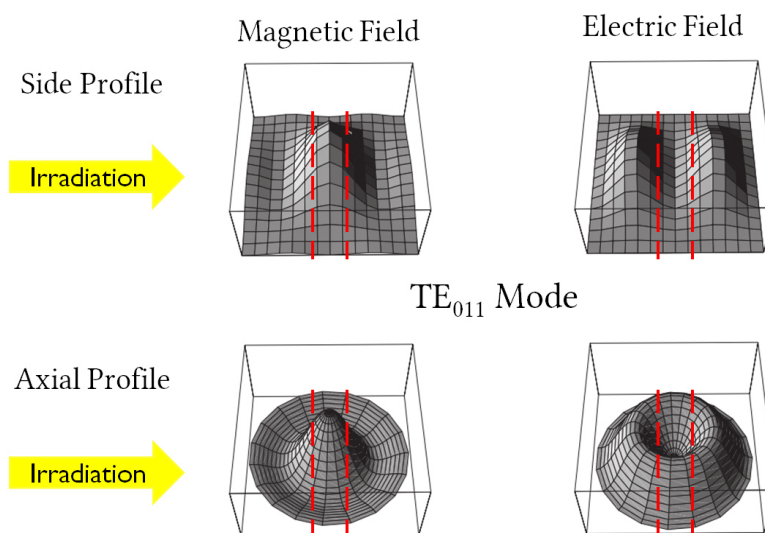 Magnetic Field
Electric Field
Side Profile
Irradiation
TE₀₁₁ Mode
Axial Profile
Irradiation